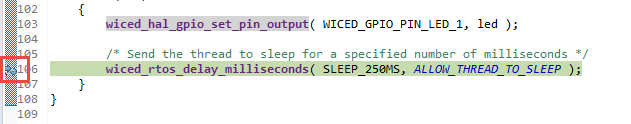 102 {
103 wiced_hal_gpio_set_pin_output( WICED_GPIO_PIN_LED_1, led );
104
105 /* Send the thread to sleep for a specified number of milliseconds */
106 wiced_rtos_delay_milliseconds( SLEEP_250MS, ALLOW_THREAD_TO_SLEEP );
107 }
108 }
109